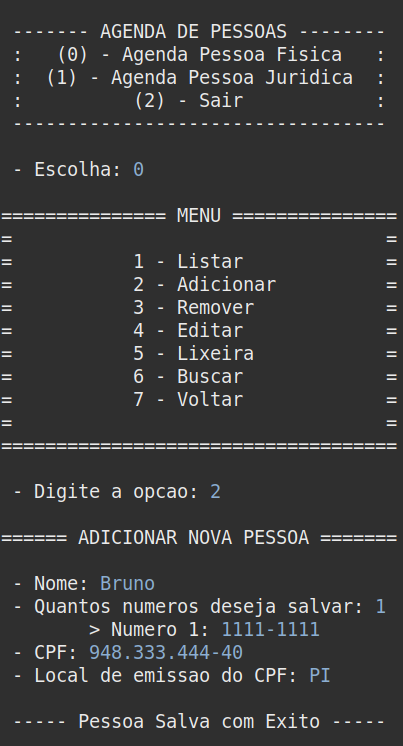 ------- AGENDA DE PESSOAS --------
:   (0) - Agenda Pessoa Fisica   :
:  (1) - Agenda Pessoa Juridica  :
:          (2) - Sair            :
----------------------------------
- Escolha: 0
=============== MENU ===============
=                                  =
=           1 - Listar             =
=           2 - Adicionar          =
=           3 - Remover            =
=           4 - Editar             =
=           5 - Lixeira            =
=           6 - Buscar             =
=           7 - Voltar             =
=                                  =
====================================
- Digite a opcao: 2
====== ADICIONAR NOVA PESSOA =======
- Nome: Bruno
- Quantos numeros deseja salvar: 1
       > Numero 1: 1111-1111
- CPF: 948.333.444-40
- Local de emissao do CPF: PI
----- Pessoa Salva com Exito -----